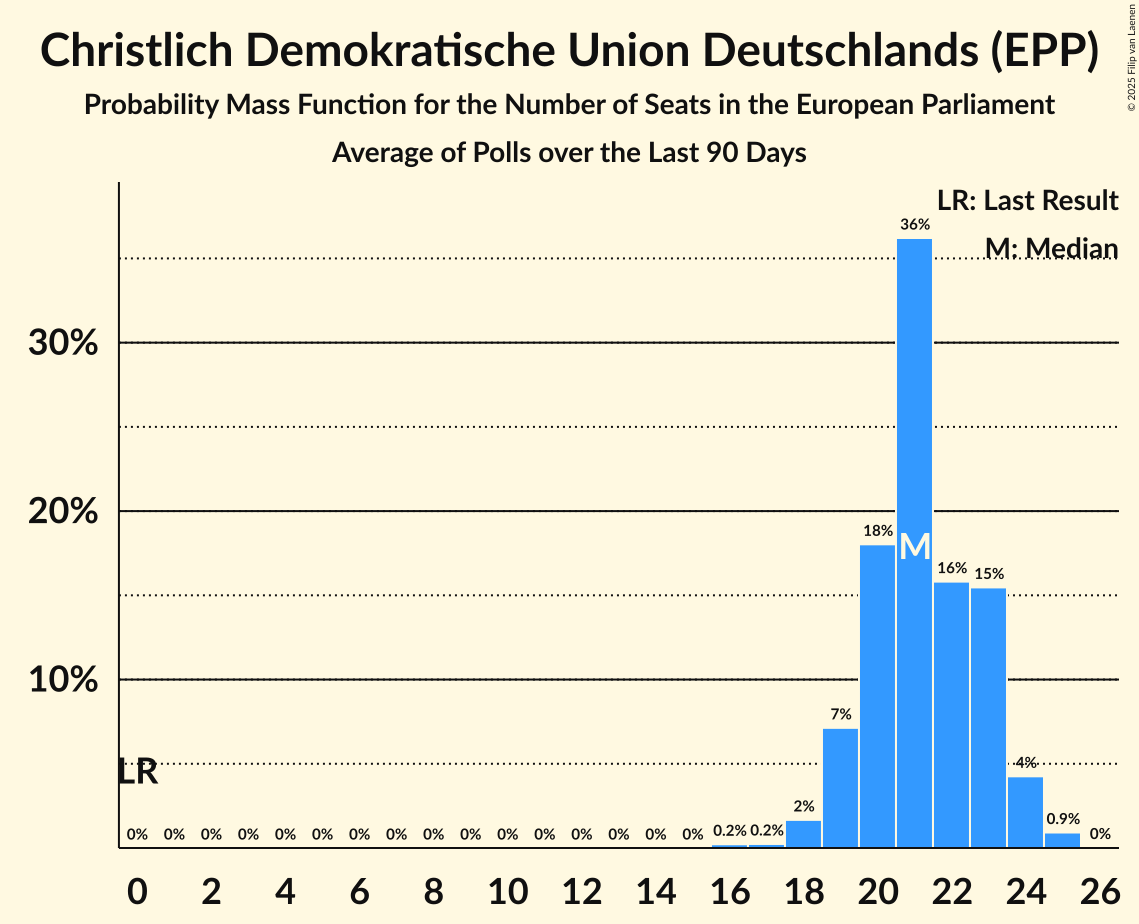 Christlich Demokratische Union Deutschlands (EPP)
Probability Mass Function for the Number of Seats in the European Parliament
Average of Polls over the Last 90 Days
© 2025 Filip van Laenen
LR: Last Result
M: Median
30%
20%
10%
LR
M
0% 0% 0% 0% 0% 0% 0% 0% 0% 0% 0% 0% 0% 0% 0% 0% 0.2% 0.2% 2% 7% 18% 36% 16% 15% 4% 0.9% 0%
0 2 4 6 8 10 12 14 16 18 20 22 24 26